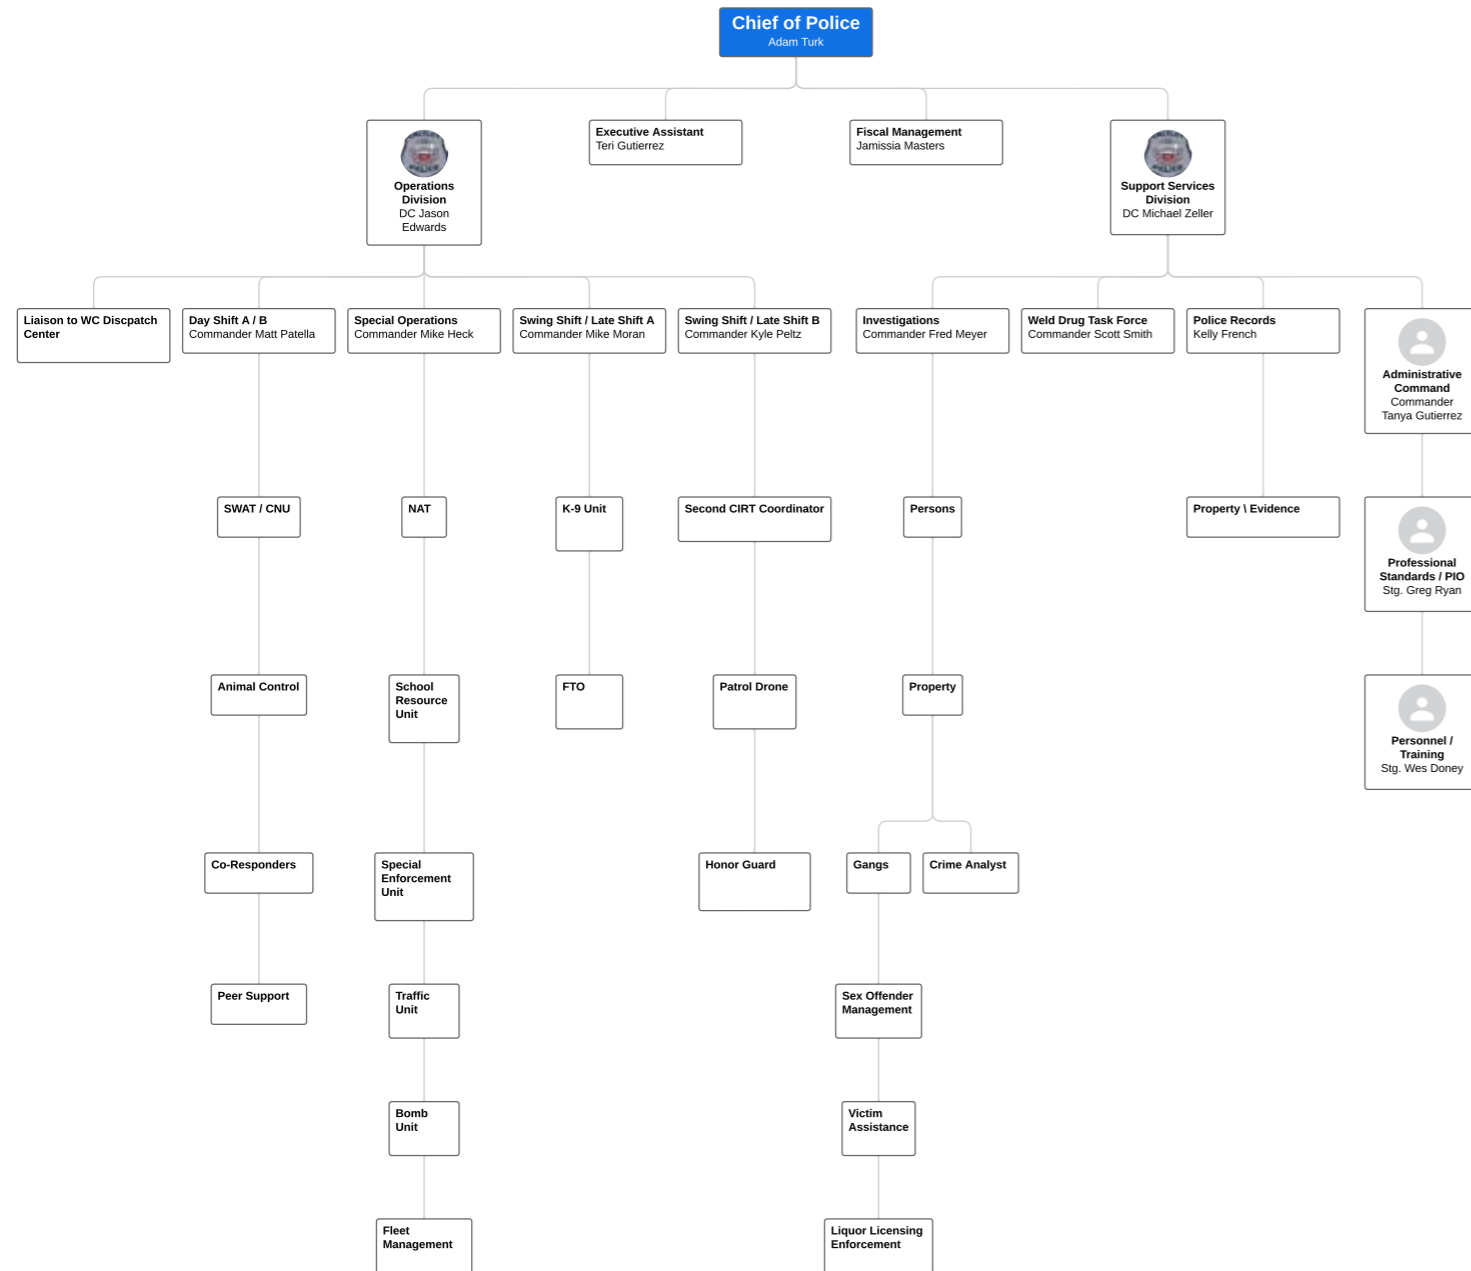 Chief of Police
Adam Turk
Executive Assistant
Teri Gutierrez
Fiscal Management
Jamissia Masters
POLICE
Operations
Division
DC Jason
Edwards
POLICE
Support Services
Division
DC Michael Zeller
Liaison to WC Discpatch
Center
Day Shift A / B
Commander Matt Patella
Special Operations
Commander Mike Heck
Swing Shift / Late Shift A
Commander Mike Moran
Swing Shift / Late Shift B
Commander Kyle Peltz
Investigations
Commander Fred Meyer
Weld Drug Task Force
Commander Scott Smith
Police Records
Kelly French
Administrative
Command
Commander
Tanya Gutierrez
SWAT / CNU
NAT
K-9 Unit
Second CIRT Coordinator
Persons
Property \ Evidence
Professional
Standards / PIO
Stg. Greg Ryan
Animal Control
School
Resource
Unit
FTO
Patrol Drone
Property
Personnel /
Training
Stg. Wes Doney
Co-Responders
Special
Enforcement
Unit
Honor Guard
Gangs
Crime Analyst
Peer Support
Traffic
Unit
Sex Offender
Management
Bomb
Unit
Victim
Assistance
Fleet
Management
Liquor Licensing
Enforcement